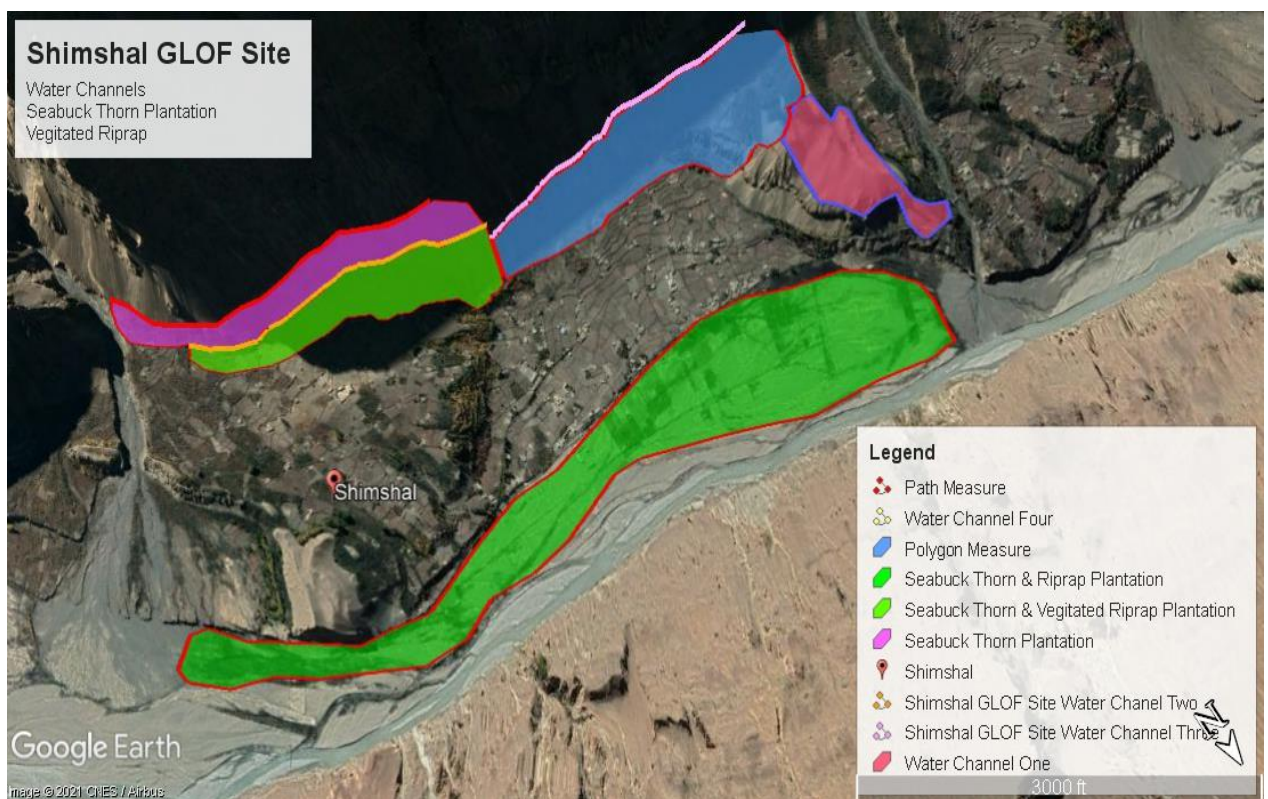 Shimshal GLOF Site
Water Channels
Seabuck Thorn Plantation
Vegitated Riprap
Shimshal
Legend
Path Measure
Water Channel Four
Polygon Measure
Seabuck Thorn & Riprap Plantation
Seabuck Thorn & Vegitated Riprap Plantation
Seabuck Thorn Plantation
Shimshal
Shimshal GLOF Site Water Chanel Two
Shimshal GLOF Site Water Channel Three
Water Channel One
N
3000 ft
Google Earth
Image © 2021 CNES / Airbus